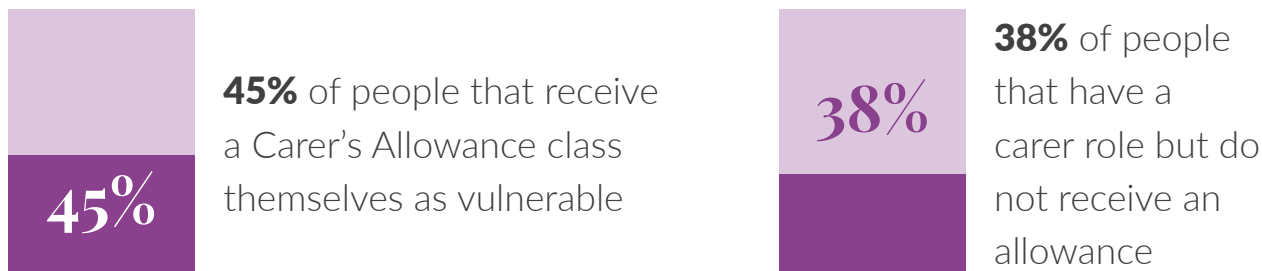 45%
45% of people that receive
a Carer’s Allowance class
themselves as vulnerable
38%
38% of people
that have a
carer role but do
not receive an
allowance